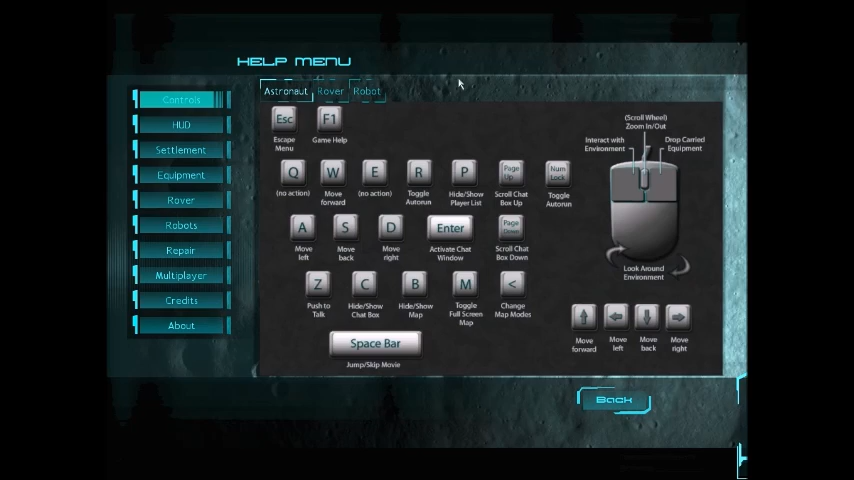 HELP MENU
Astronaut Rover Robot
Controls
HUD
Settlement
Equipment
Rover
Robots
Repair
Multiplayer
Credits
About
Esc
Escape
Menu
F1
Game Help
Q
(no action)
W
Move
forward
E
(no action)
R
Toggle
Autorun
P
Hide/Show
Player List
Page
Up
Scroll Chat
Box Up
Num
Lock
Toggle
Autorun
A
Move
left
S
Move
back
D
Move
right
Enter
Activate Chat
Window
Page
Down
Scroll Chat
Box Down
Z
Push to
Talk
C
Hide/Show
Chat Box
B
Hide/Show
Map
M
Toggle
Full Screen
Map
<
Change
Map Modes
Space Bar
Jump/Skip Movie
(Scroll Wheel)
Zoom In/Out
Interact with
Environment
Drop Carried
Equipment
Look Around
Environment
Move
forward
Move
left
Move
back
Move
right
Back